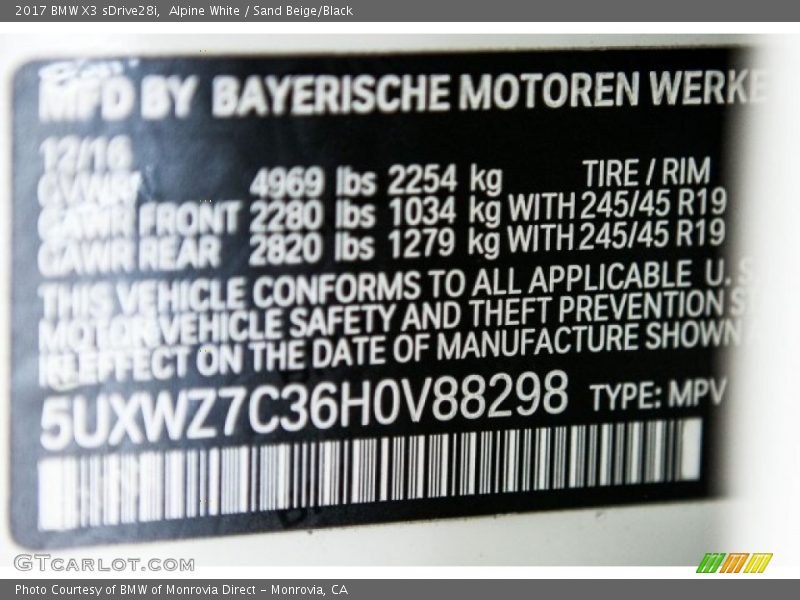 2017 BMW X3 sDrive28i,  Alpine White / Sand Beige/Black
MFD BY BAYERISCHE MOTOREN WERKE
12/16
GVWR 4969 lbs 2254 kg TIRE / RIM
GAWR FRONT 2280 lbs 1034 kg WITH 245/45 R19
GAWR REAR 2820 lbs 1279 kg WITH 245/45 R19
THIS VEHICLE CONFORMS TO ALL APPLICABLE U.S.
MOTOR VEHICLE SAFETY AND THEFT PREVENTION
IN EFFECT ON THE DATE OF MANUFACTURE SHOWN
5UXWZ7C36H0V88298 TYPE: MPV
GTCARLOT.COM
Photo Courtesy of BMW of Monrovia Direct – Monrovia, CA